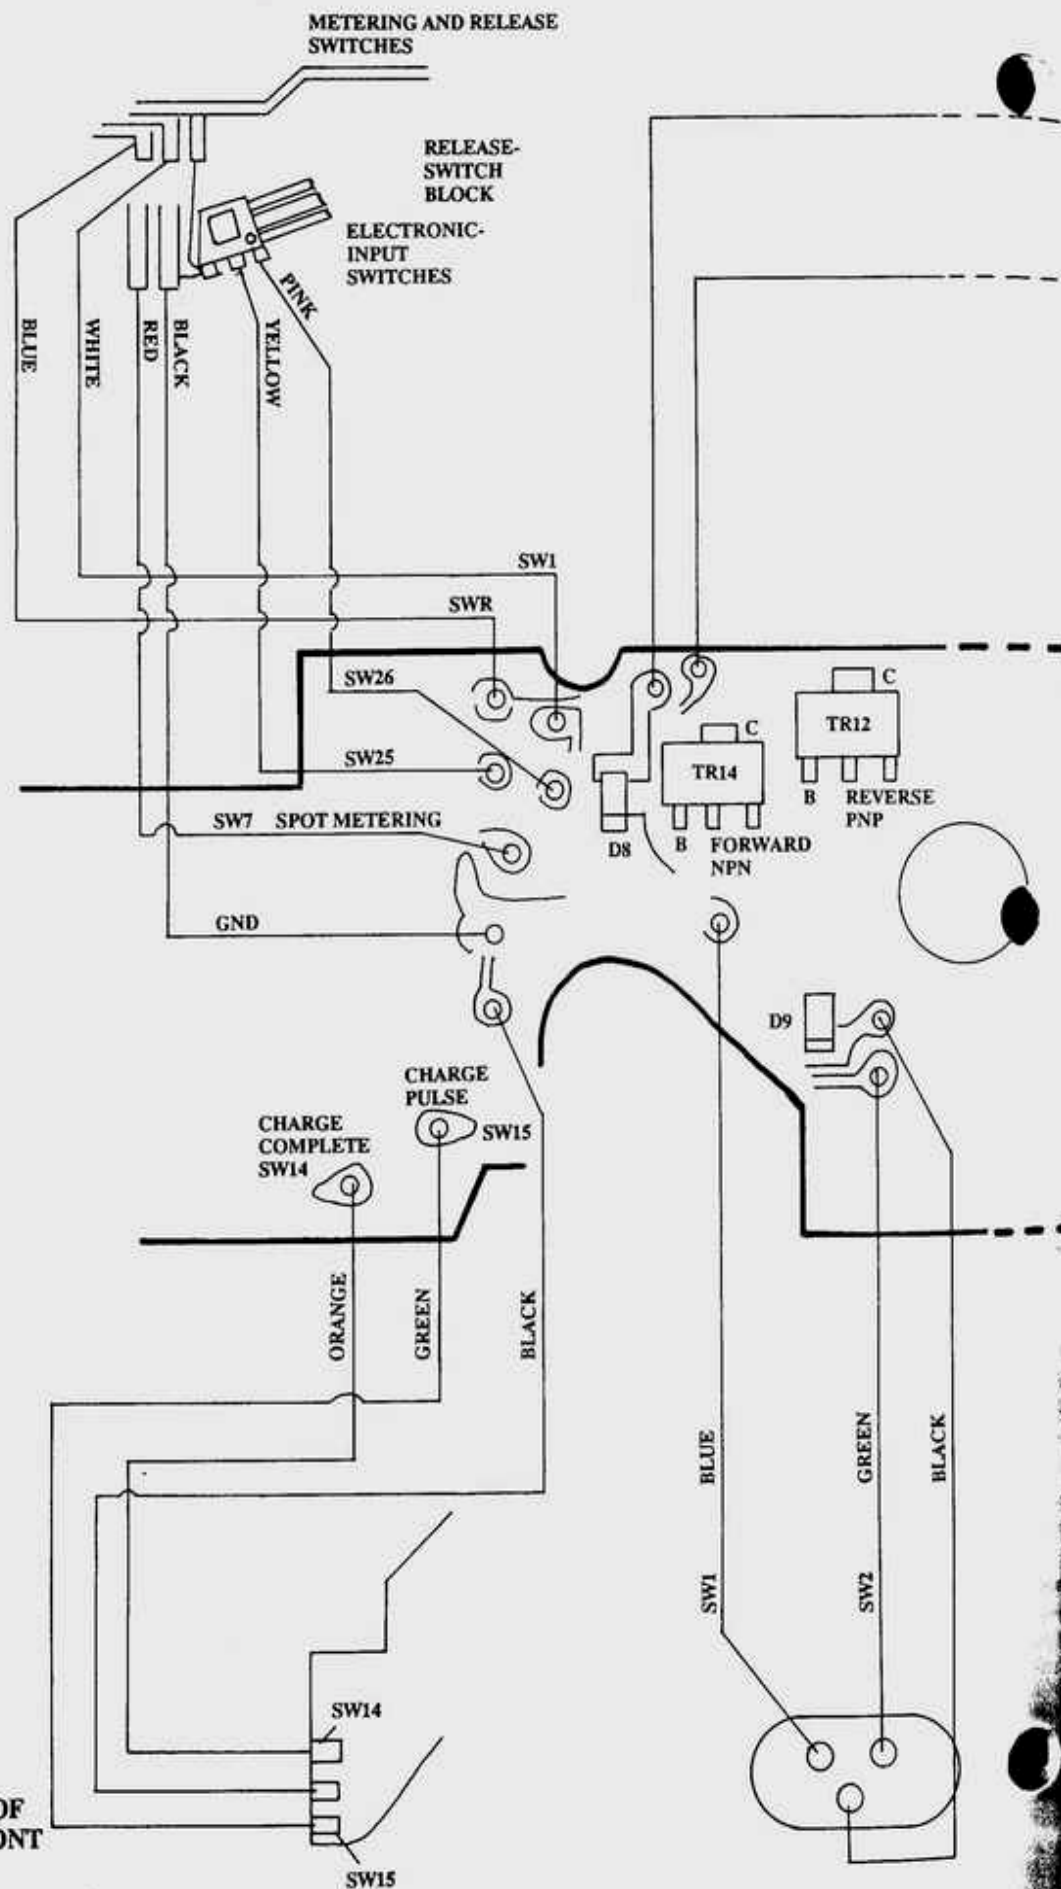 METERING AND RELEASE
SWITCHES
RELEASE-
SWITCH
BLOCK
ELECTRONIC-
INPUT
SWITCHES
BLUE
WHITE
RED
BLACK
YELLOW
PINK
SW1
SWR
SW26
SW25
SW7 SPOT METERING
GND
C
TR12
B REVERSE
PNP
C
TR14
B FORWARD
NPN
D8
D9
CHARGE
PULSE
SW15
CHARGE
COMPLETE
SW14
ORANGE
GREEN
BLACK
BLUE
GREEN
BLACK
SW1
SW2
SW14
OF
ONT
SW15